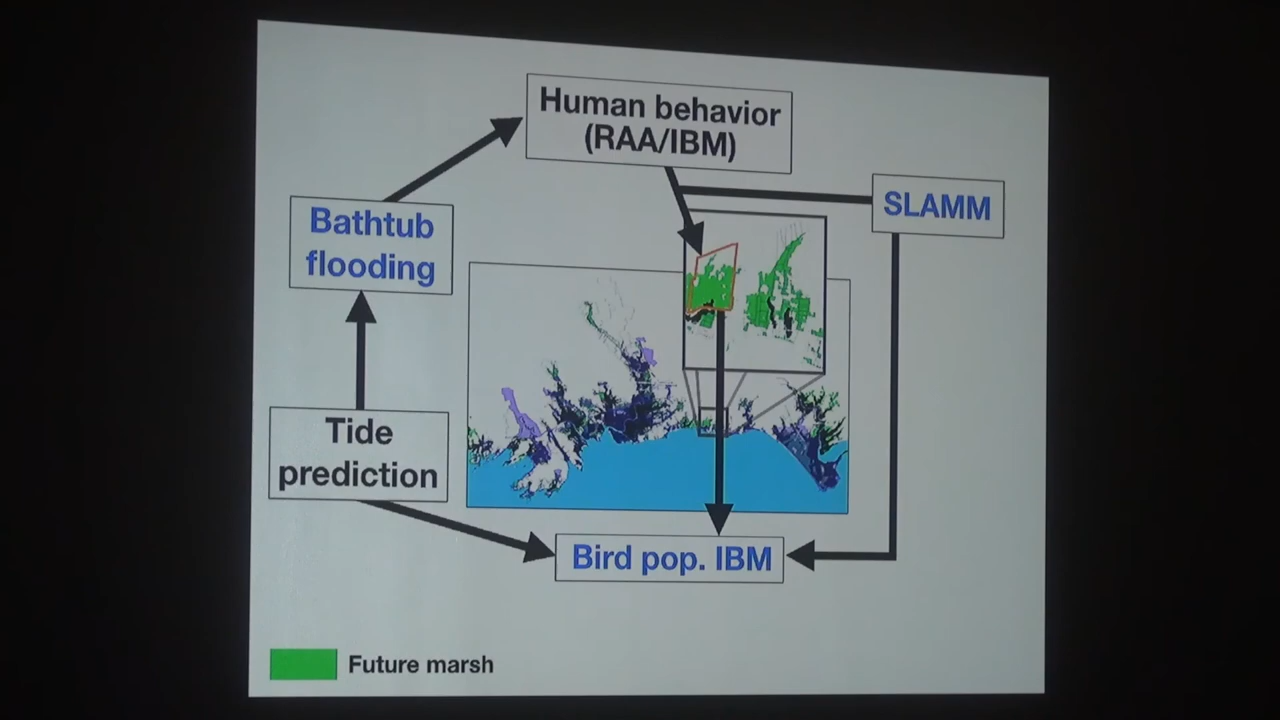 Human behavior
(RAA/IBM)
SLAMM
Bathtub
flooding
Tide
prediction
Bird pop. IBM
Future marsh